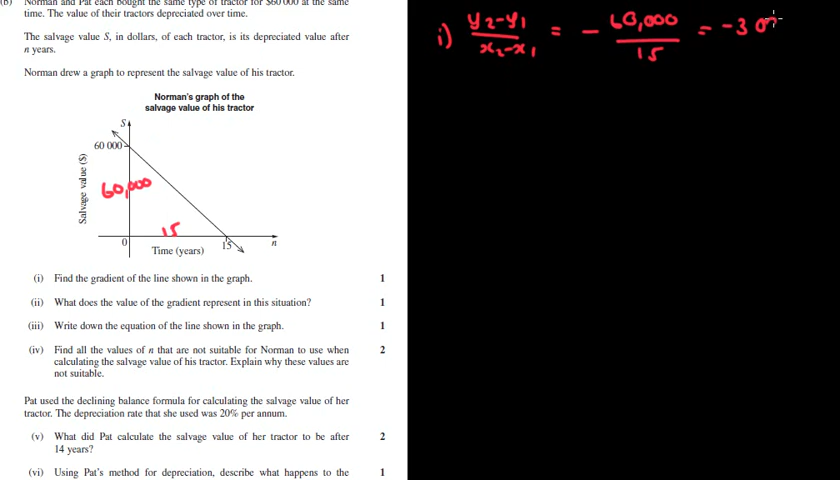 (b) Norman and Pat each bought the same type of tractor for $60 000 at the same
time. The value of their tractors depreciated over time.
The salvage value S, in dollars, of each tractor, is its depreciated value after
n years.
Norman drew a graph to represent the salvage value of his tractor.
Norman's graph of the
salvage value of his tractor
S
60 000
Salvage value ($)
60,000
15
0
15
n
Time (years)
(i) Find the gradient of the line shown in the graph. 1
(ii) What does the value of the gradient represent in this situation? 1
(iii) Write down the equation of the line shown in the graph. 1
(iv) Find all the values of n that are not suitable for Norman to use when 2
calculating the salvage value of his tractor. Explain why these values are
not suitable.
Pat used the declining balance formula for calculating the salvage value of her
tractor. The depreciation rate that she used was 20% per annum.
(v) What did Pat calculate the salvage value of her tractor to be after 2
14 years?
(vi) Using Pat's method for depreciation, describe what happens to the 1
i) y2-y1 / x2-x1 = - 60,000 / 15 = -30